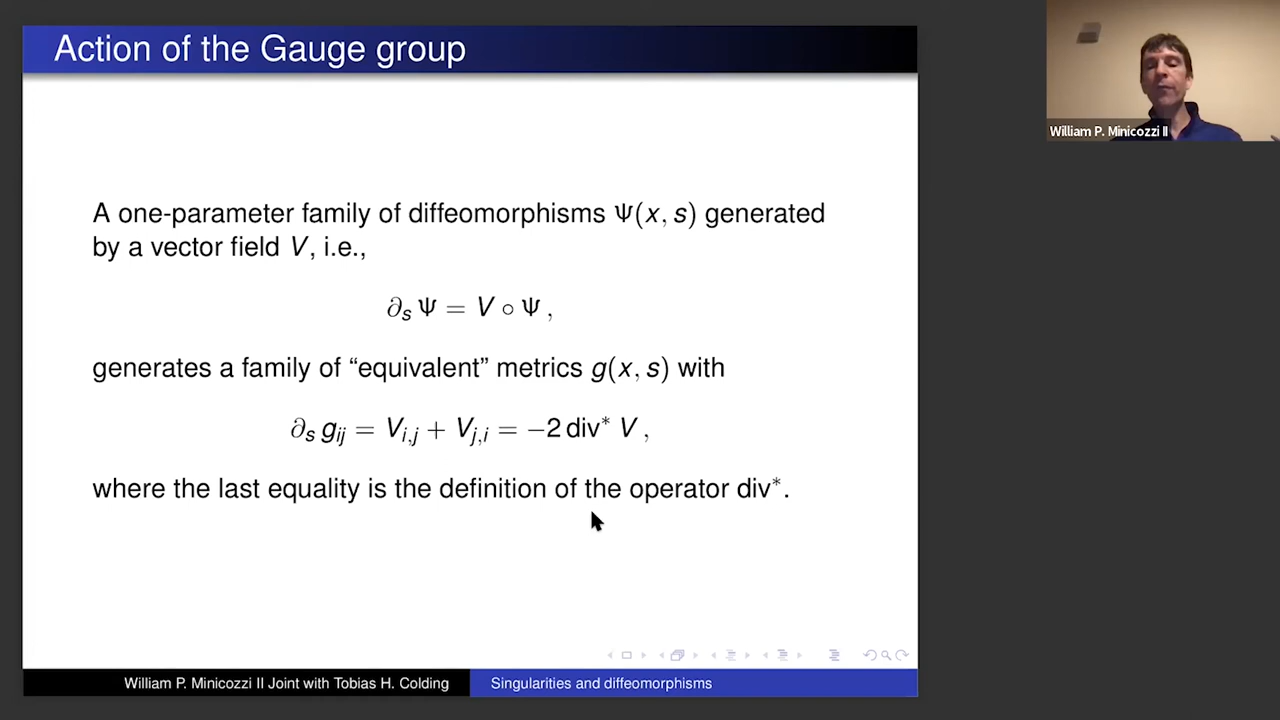 Action of the Gauge group
William P. Minicozzi II
A one-parameter family of diffeomorphisms Ψ(x, s) generated
by a vector field V, i.e.,
∂ₛ Ψ = V ∘ Ψ ,
generates a family of “equivalent” metrics g(x, s) with
∂ₛ gᵢⱼ = Vᵢ,ⱼ + Vⱼ,ᵢ = −2 div* V ,
where the last equality is the definition of the operator div*.
William P. Minicozzi II Joint with Tobias H. Colding
Singularities and diffeomorphisms